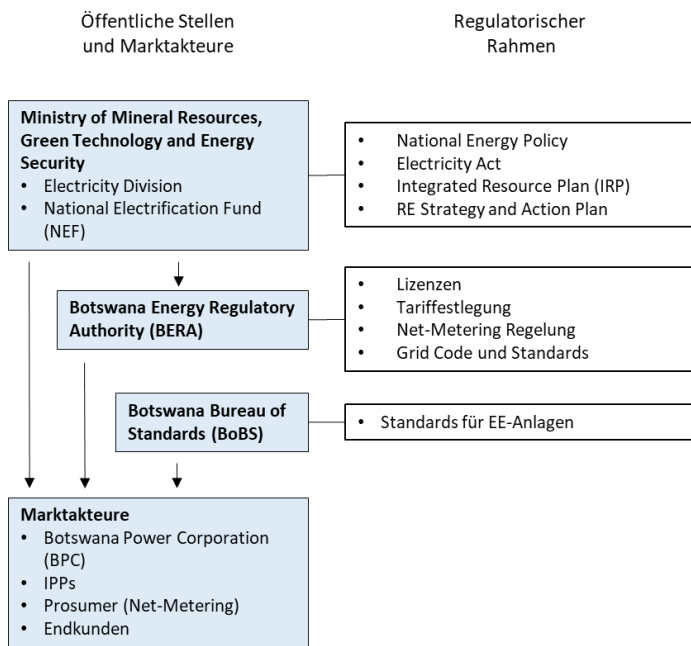 Öffentliche Stellen
und Marktakteure
Regulatorischer
Rahmen
Ministry of Mineral Resources,
Green Technology and Energy
Security
• Electricity Division
• National Electrification Fund
(NEF)
• National Energy Policy
• Electricity Act
• Integrated Resource Plan (IRP)
• RE Strategy and Action Plan
Botswana Energy Regulatory
Authority (BERA)
• Lizenzen
• Tariffestlegung
• Net-Metering Regelung
• Grid Code und Standards
Botswana Bureau of
Standards (BoBS)
• Standards für EE-Anlagen
Marktakteure
• Botswana Power Corporation
(BPC)
• IPPs
• Prosumer (Net-Metering)
• Endkunden